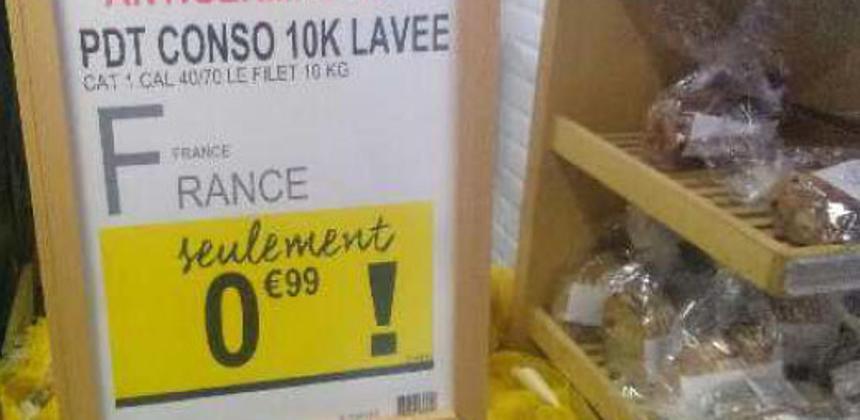 PDT CONSO 10K LAVEE
CAT 1 CAL 40/70 LE FILET 10 KG
F FRANCE
RANCE
seulement
0€99!